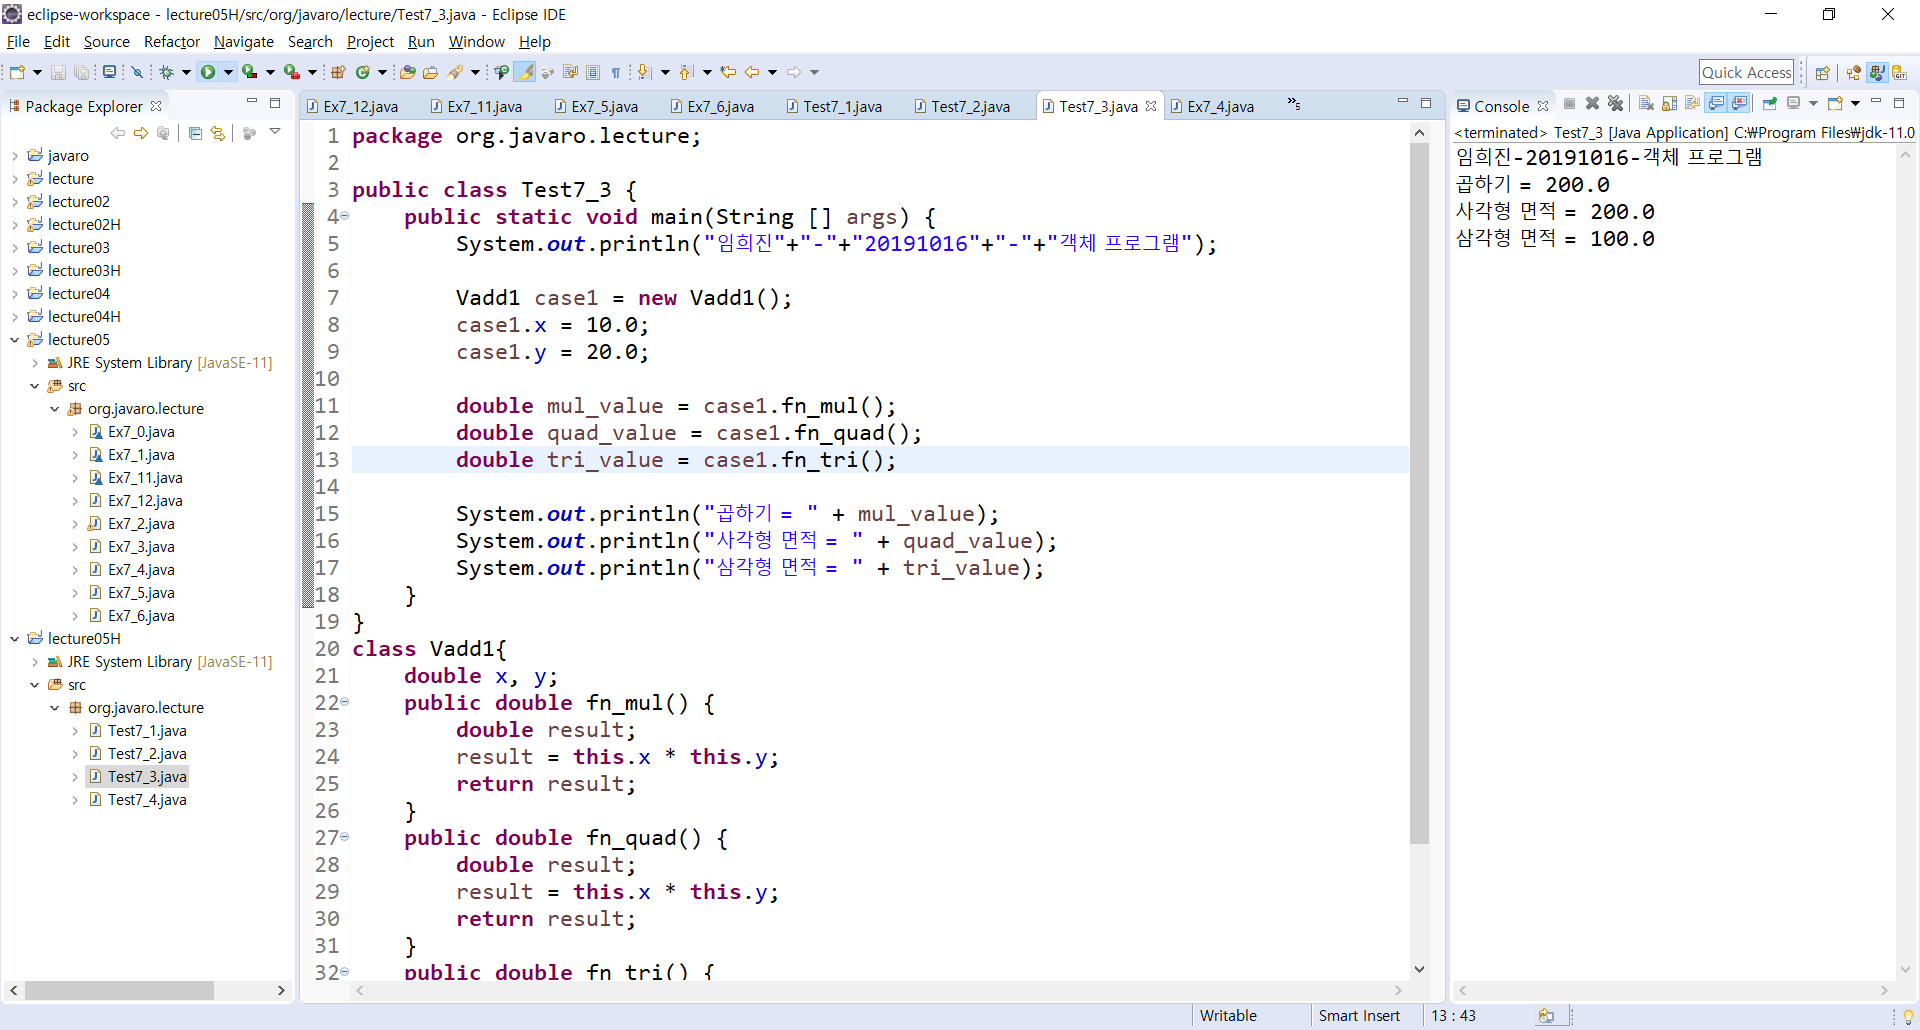 eclipse-workspace - lecture05H/src/org/javaro/lecture/Test7_3.java - Eclipse IDE
File Edit Source Refactor Navigate Search Project Run Window Help
Quick Access
Package Explorer
javaro
lecture
lecture02
lecture02H
lecture03
lecture03H
lecture04
lecture04H
lecture05
JRE System Library [JavaSE-11]
src
org.javaro.lecture
Ex7_0.java
Ex7_1.java
Ex7_11.java
Ex7_12.java
Ex7_2.java
Ex7_3.java
Ex7_4.java
Ex7_5.java
Ex7_6.java
lecture05H
JRE System Library [JavaSE-11]
src
org.javaro.lecture
Test7_1.java
Test7_2.java
Test7_3.java
Test7_4.java
Ex7_12.java Ex7_11.java Ex7_5.java Ex7_6.java Test7_1.java Test7_2.java Test7_3.java Ex7_4.java »5
1 package org.javaro.lecture;
2
3 public class Test7_3 {
4 public static void main(String [] args) {
5 System.out.println("임희진"+"-"+"20191016"+"-"+"객체 프로그램");
6
7 Vadd1 case1 = new Vadd1();
8 case1.x = 10.0;
9 case1.y = 20.0;
10
11 double mul_value = case1.fn_mul();
12 double quad_value = case1.fn_quad();
13 double tri_value = case1.fn_tri();
14
15 System.out.println("곱하기 = " + mul_value);
16 System.out.println("사각형 면적 = " + quad_value);
17 System.out.println("삼각형 면적 = " + tri_value);
18 }
19 }
20 class Vadd1{
21 double x, y;
22 public double fn_mul() {
23 double result;
24 result = this.x * this.y;
25 return result;
26 }
27 public double fn_quad() {
28 double result;
29 result = this.x * this.y;
30 return result;
31 }
32 public double fn_tri() {
Console
<terminated> Test7_3 [Java Application] C:₩Program Files₩jdk-11.0
임희진-20191016-객체 프로그램
곱하기 = 200.0
사각형 면적 = 200.0
삼각형 면적 = 100.0
Writable Smart Insert 13 : 43